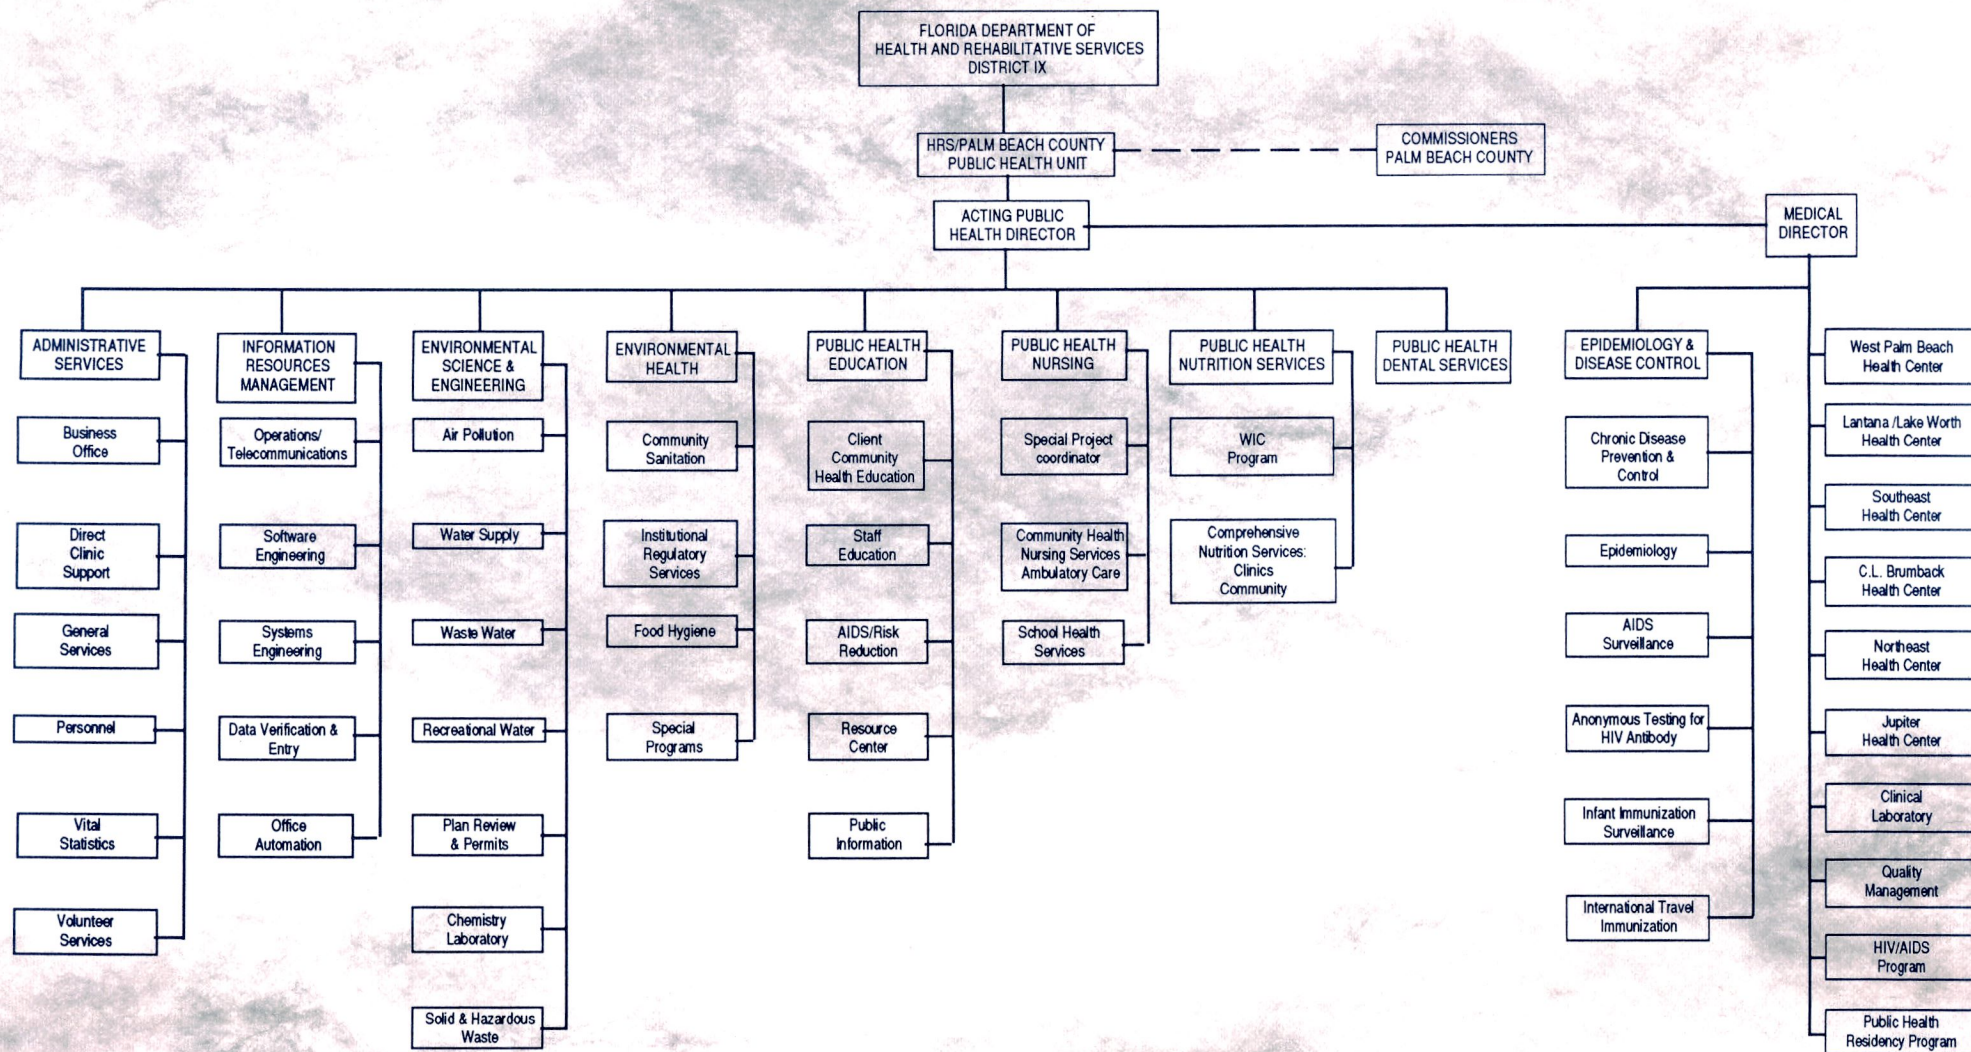 FLORIDA DEPARTMENT OF
HEALTH AND REHABILITATIVE SERVICES
DISTRICT IX
HRS/PALM BEACH COUNTY
PUBLIC HEALTH UNIT
COMMISSIONERS
PALM BEACH COUNTY
ACTING PUBLIC
HEALTH DIRECTOR
MEDICAL
DIRECTOR
ADMINISTRATIVE
SERVICES
Business
Office
Direct
Clinic
Support
General
Services
Personnel
Vital
Statistics
Volunteer
Services
INFORMATION
RESOURCES
MANAGEMENT
Operations/
Telecommunications
Software
Engineering
Systems
Engineering
Data Verification &
Entry
Office
Automation
ENVIRONMENTAL
SCIENCE &
ENGINEERING
Air Pollution
Water Supply
Waste Water
Recreational Water
Plan Review
& Permits
Chemistry
Laboratory
Solid & Hazardous
Waste
ENVIRONMENTAL
HEALTH
Community
Sanitation
Institutional
Regulatory
Services
Food Hygiene
Special
Programs
PUBLIC HEALTH
EDUCATION
Client
Community
Health Education
Staff
Education
AIDS/Risk
Reduction
Resource
Center
Public
Information
PUBLIC HEALTH
NURSING
Special Project
coordinator
Community Health
Nursing Services
Ambulatory Care
School Health
Services
PUBLIC HEALTH
NUTRITION SERVICES
WIC
Program
Comprehensive
Nutrition Services:
Clinics
Community
PUBLIC HEALTH
DENTAL SERVICES
EPIDEMIOLOGY &
DISEASE CONTROL
Chronic Disease
Prevention &
Control
Epidemiology
AIDS
Surveillance
Anonymous Testing for
HIV Antibody
Infant Immunization
Surveillance
International Travel
Immunization
West Palm Beach
Health Center
Lantana /Lake Worth
Health Center
Southeast
Health Center
C.L. Brumback
Health Center
Northeast
Health Center
Jupiter
Health Center
Clinical
Laboratory
Quality
Management
HIV/AIDS
Program
Public Health
Residency Program